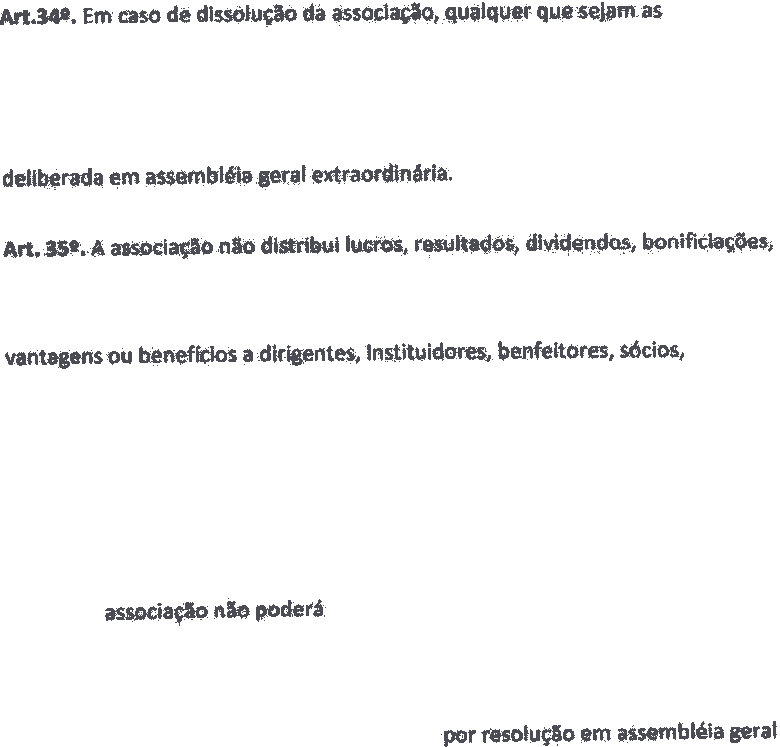 Art.34º. Em caso de dissolução da associação, qualquer que sejam as
deliberada em assembléia geral extraordinária.
Art. 35º. A associação não distribui lucros, resultados, dividendos, bonificiações,
vantagens ou benefícios a dirigentes, Instituidores, benfeitores, sócios,
associação não poderá
por resolução em assembléia geral